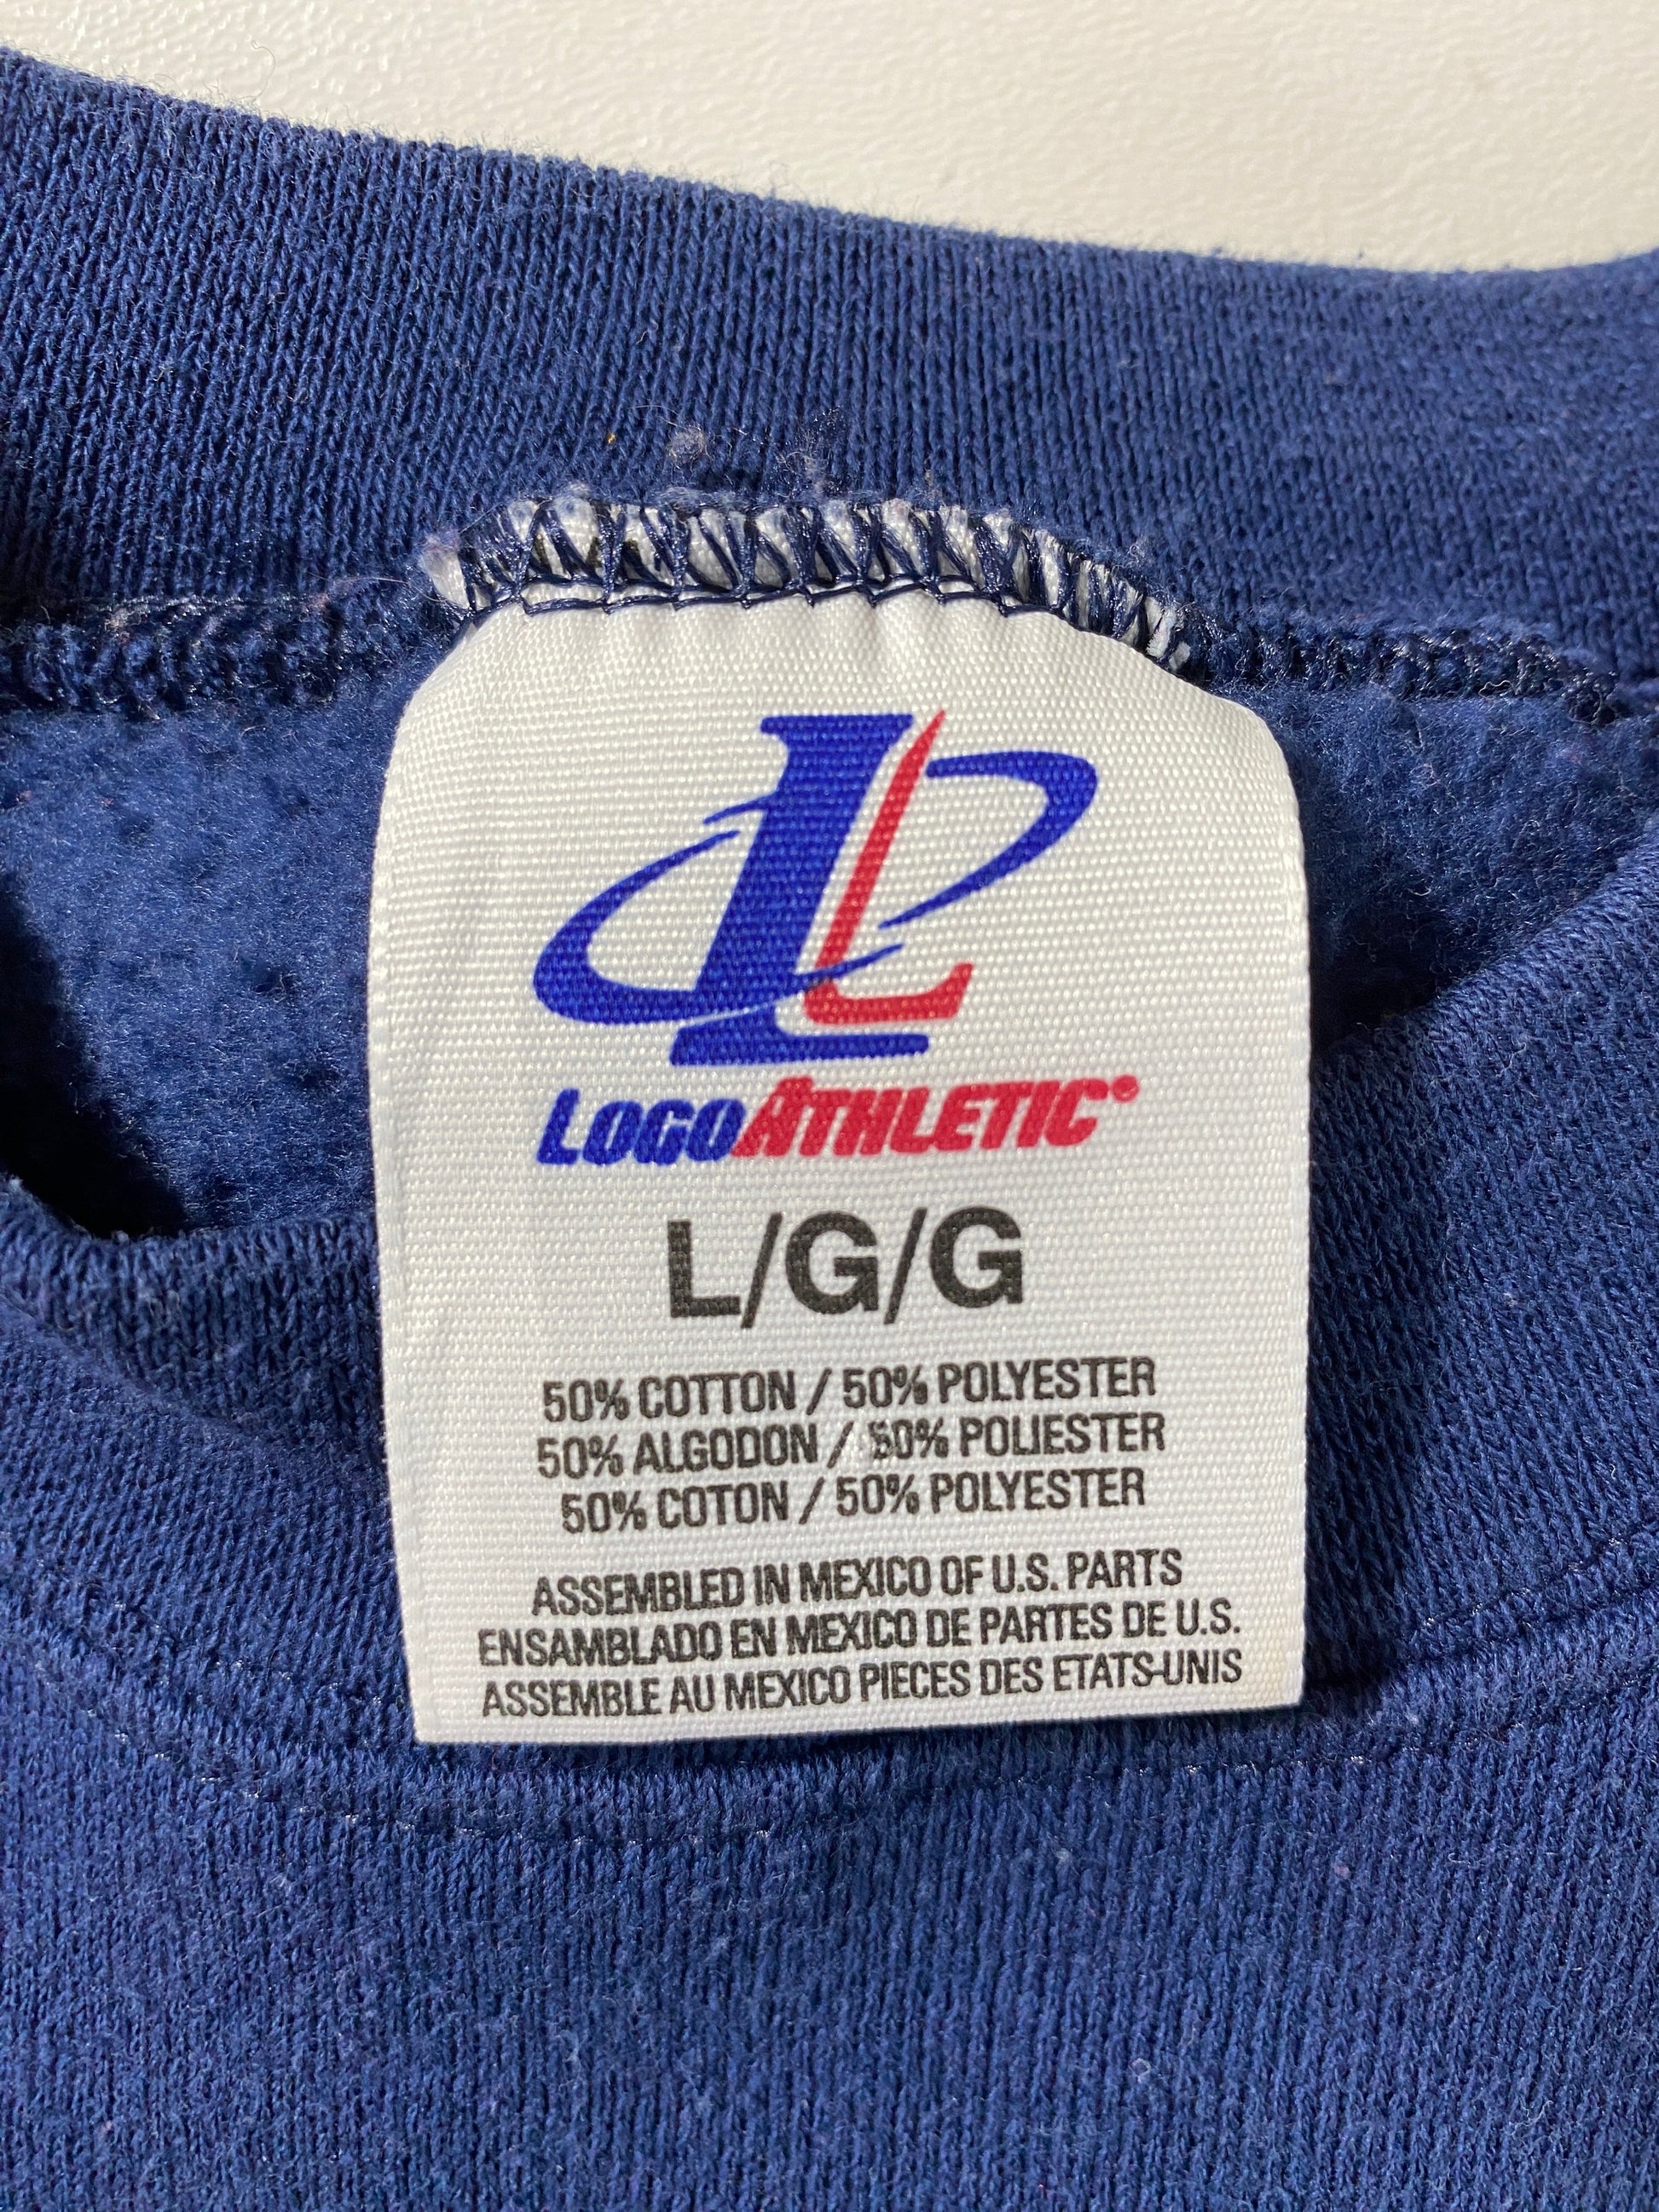 LOGOATHLETIC®
L/G/G
50% COTTON / 50% POLYESTER
50% ALGODON / 50% POLIESTER
50% COTON / 50% POLYESTER
ASSEMBLED IN MEXICO OF U.S. PARTS
ENSAMBLADO EN MEXICO DE PARTES DE U.S.
ASSEMBLE AU MEXICO PIECES DES ETATS-UNIS